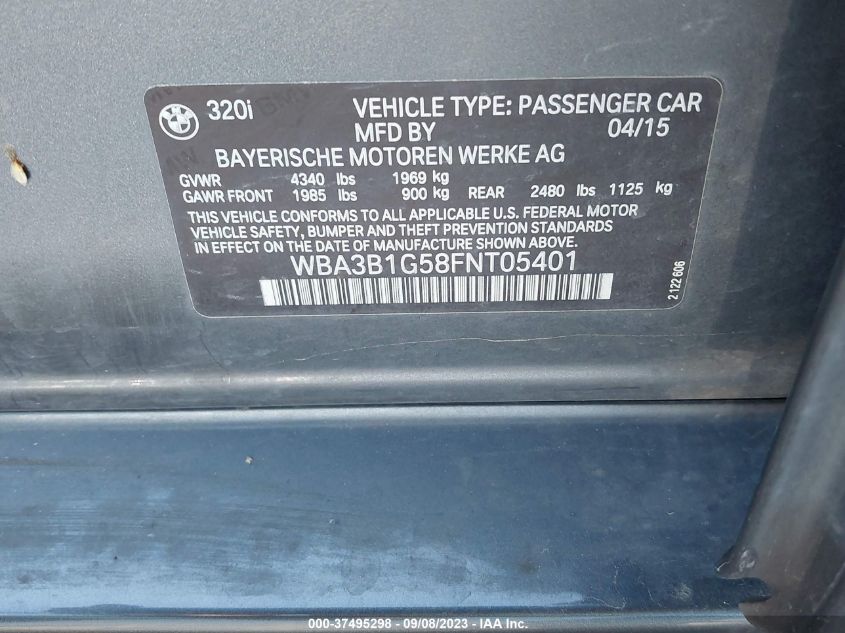 320i VEHICLE TYPE: PASSENGER CAR
MFD BY 04/15
BAYERISCHE MOTOREN WERKE AG
GVWR 4340 lbs 1969 kg
GAWR FRONT 1985 lbs 900 kg REAR 2480 lbs 1125 kg
THIS VEHICLE CONFORMS TO ALL APPLICABLE U.S. FEDERAL MOTOR
VEHICLE SAFETY, BUMPER AND THEFT PREVENTION STANDARDS
IN EFFECT ON THE DATE OF MANUFACTURE SHOWN ABOVE.
WBA3B1G58FNT05401
2 122 606
000-37495298 - 09/08/2023 -